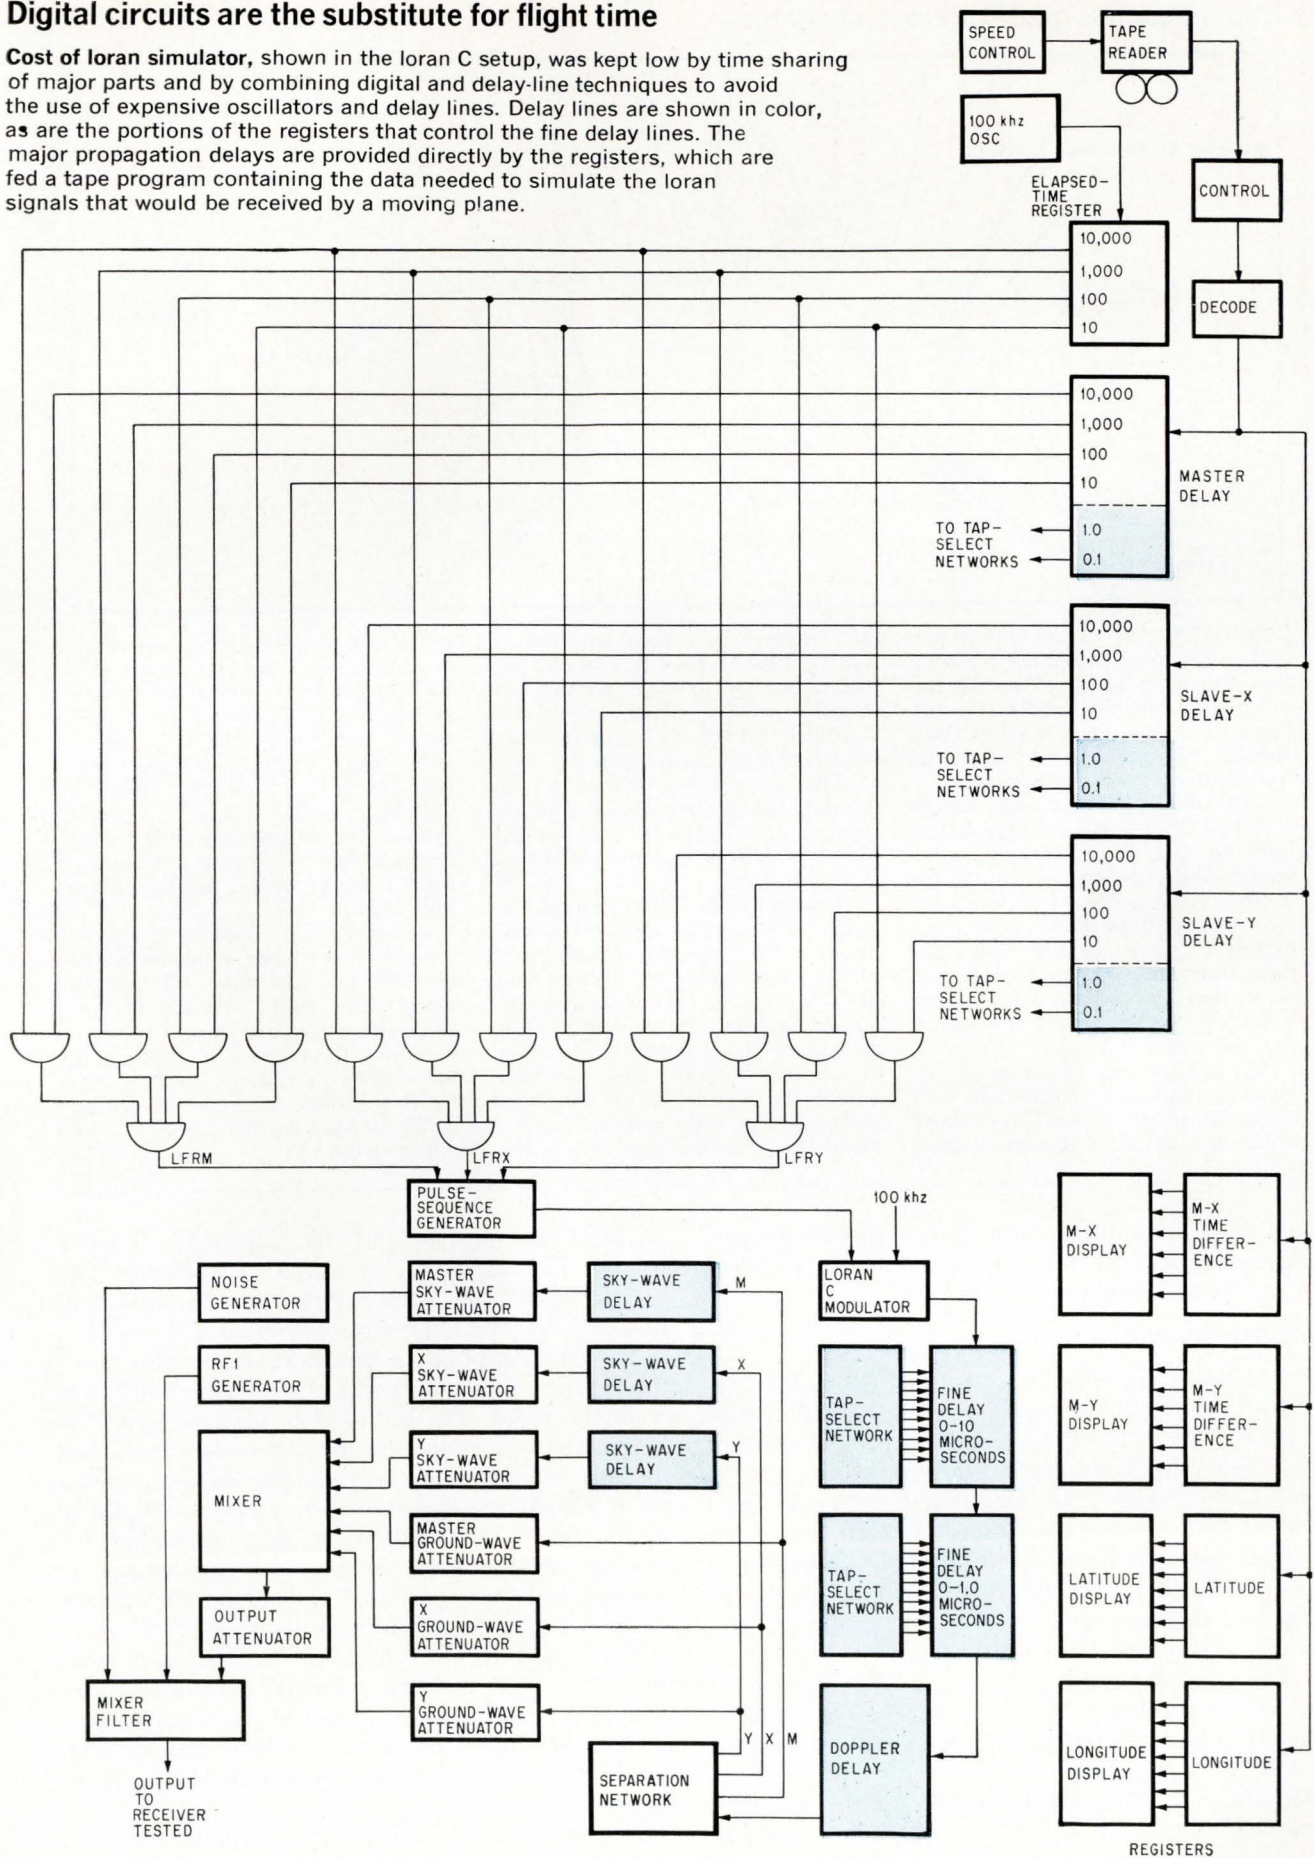 Digital circuits are the substitute for flight time
Cost of loran simulator, shown in the loran C setup, was kept low by time sharing
of major parts and by combining digital and delay-line techniques to avoid
the use of expensive oscillators and delay lines. Delay lines are shown in color,
as are the portions of the registers that control the fine delay lines. The
major propagation delays are provided directly by the registers, which are
fed a tape program containing the data needed to simulate the loran
signals that would be received by a moving plane.
SPEED
CONTROL
TAPE
READER
100 khz
OSC
CONTROL
ELAPSED-
TIME
REGISTER
10,000
1,000
100
10
DECODE
10,000
1,000
100
10
1.0
0.1
MASTER
DELAY
TO TAP-
SELECT
NETWORKS
10,000
1,000
100
10
1.0
0.1
SLAVE-X
DELAY
TO TAP-
SELECT
NETWORKS
10,000
1,000
100
10
1.0
0.1
SLAVE-Y
DELAY
TO TAP-
SELECT
NETWORKS
LFRM
LFRX
LFRY
PULSE-
SEQUENCE
GENERATOR
100 khz
LORAN
C
MODULATOR
NOISE
GENERATOR
MASTER
SKY-WAVE
ATTENUATOR
SKY-WAVE
DELAY
M
RF1
GENERATOR
X
SKY-WAVE
ATTENUATOR
SKY-WAVE
DELAY
X
MIXER
Y
SKY-WAVE
ATTENUATOR
SKY-WAVE
DELAY
Y
MASTER
GROUND-WAVE
ATTENUATOR
OUTPUT
ATTENUATOR
X
GROUND-WAVE
ATTENUATOR
MIXER
FILTER
Y
GROUND-WAVE
ATTENUATOR
OUTPUT
TO
RECEIVER
TESTED
Y X M
SEPARATION
NETWORK
TAP-
SELECT
NETWORK
FINE
DELAY
0-10
MICRO-
SECONDS
TAP-
SELECT
NETWORK
FINE
DELAY
0-1.0
MICRO-
SECONDS
DOPPLER
DELAY
M-X
DISPLAY
M-X
TIME
DIFFER-
ENCE
M-Y
DISPLAY
M-Y
TIME
DIFFER-
ENCE
LATITUDE
DISPLAY
LATITUDE
LONGITUDE
DISPLAY
LONGITUDE
REGISTERS